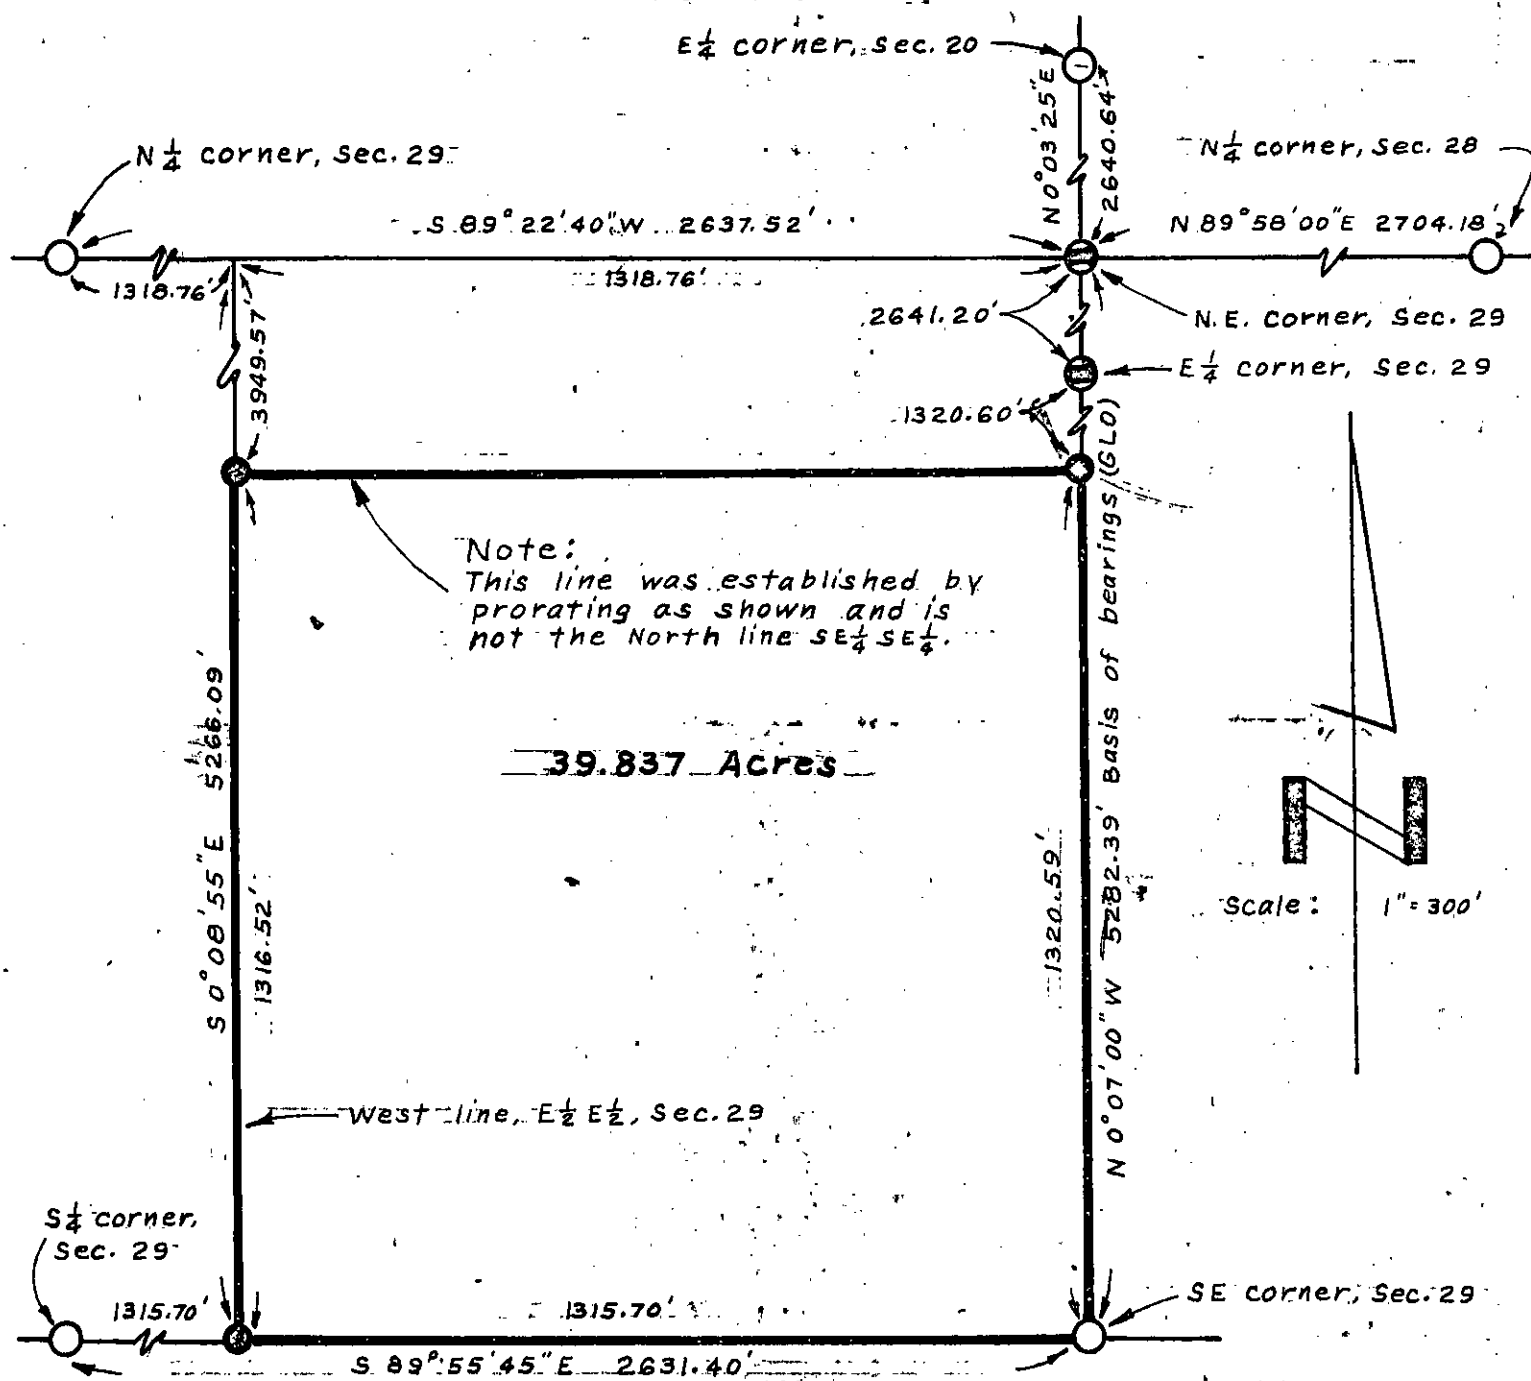 E¼ corner, Sec. 20
N 0°03'25"E
2640.64'
N ¼ corner, Sec. 29
N¼ corner, Sec. 28
S 89°22'40"W 2637.52'
N 89°58'00"E 2704.18'
1318.76'
1318.76'
3949.57'
2641.20'
N.E. Corner, Sec. 29
E ¼ corner, Sec. 29
1320.60'
Note:
This line was established by
prorating as shown and is
not the North line SE¼ SE¼.
S 0°08'55"E 5266.09'
1316.52'
39.837 Acres
1320.59'
N 0°07'00"W 5282.39' Basis of bearings (GLO)
N
Scale: 1"=300'
West line, E½ E½, Sec. 29
S¼ corner,
Sec. 29
SE corner, Sec. 29
1315.70'
1315.70'
S 89°55'45"E 2631.40'